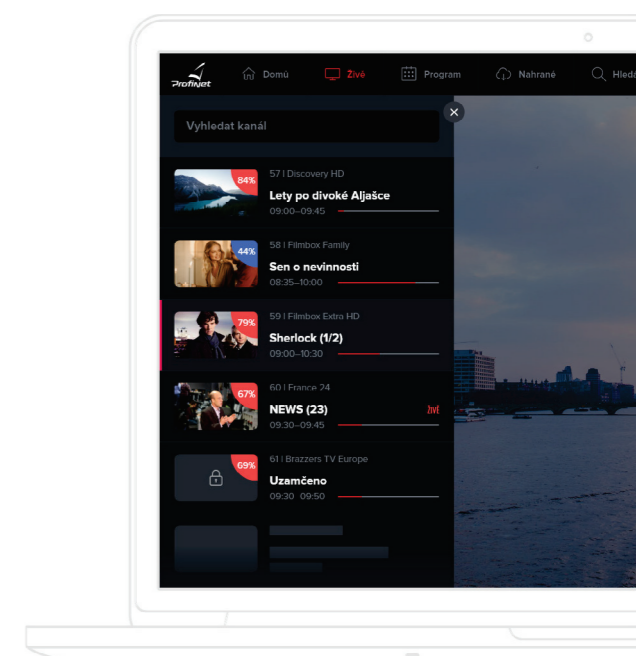 Profinet
Domů
Živě
Program
Nahrané
Hledá
Vyhledat kanál
84%
57 | Discovery HD
Lety po divoké Aljašce
09:00–09:45
44%
58 | Filmbox Family
Sen o nevinnosti
08:35–10:00
79%
59 | Filmbox Extro HD
Sherlock (1/2)
09:00–10:30
67%
60 | France 24
NEWS (23)
živě
09.30–09.45
69%
61 | Brazzers TV Europe
Uzamčeno
09:30 09:50